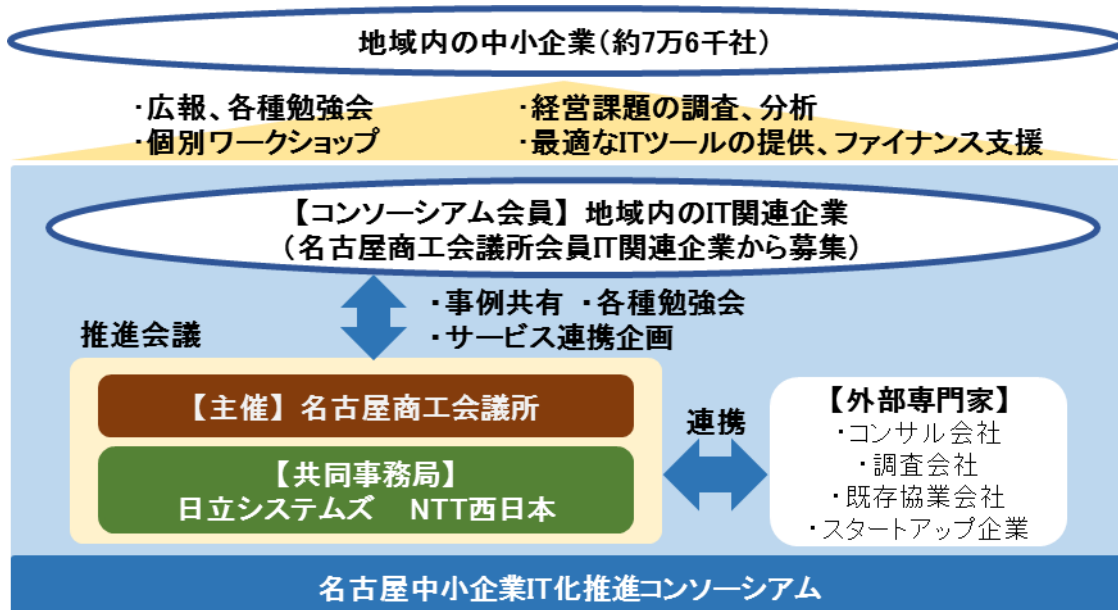 地域内の中小企業（約7万6千社）
・広報、各種勉強会
・個別ワークショップ
・経営課題の調査、分析
・最適なITツールの提供、ファイナンス支援
【コンソーシアム会員】地域内のIT関連企業
（名古屋商工会議所会員IT関連企業から募集）
・事例共有 ・各種勉強会
・サービス連携企画
推進会議
【主催】名古屋商工会議所
【共同事務局】
日立システムズ　NTT西日本
連携
【外部専門家】
・コンサル会社
・調査会社
・既存協業会社
・スタートアップ企業
名古屋中小企業IT化推進コンソーシアム